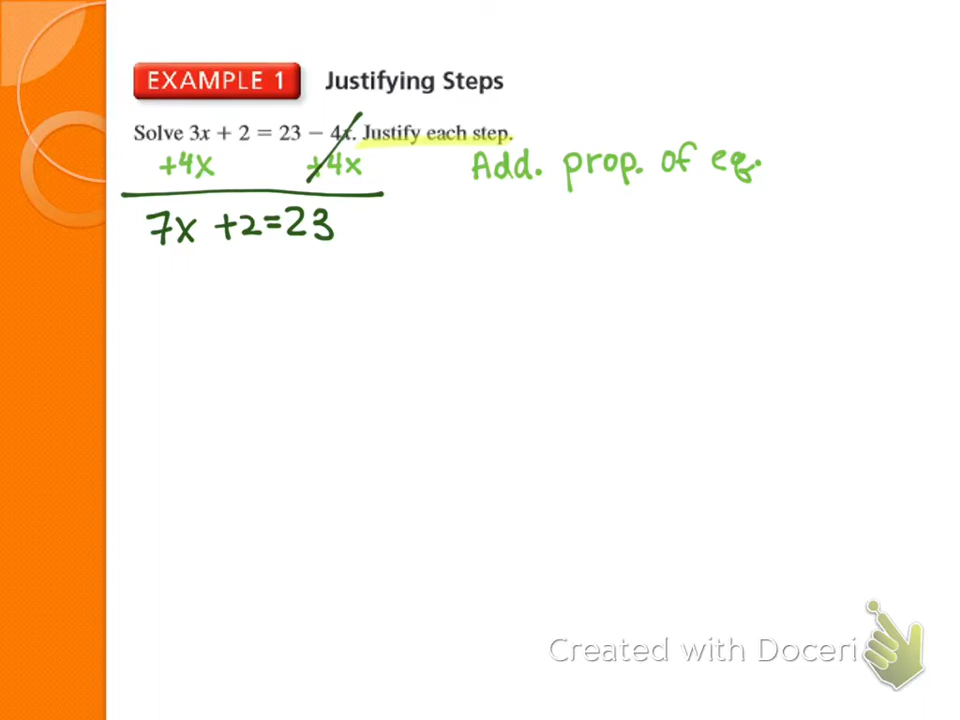 EXAMPLE 1 Justifying Steps
Solve 3x + 2 = 23 − 4x. Justify each step.
+4x +4x Add. prop. of eq.
7x +2=23
Created with Doceri